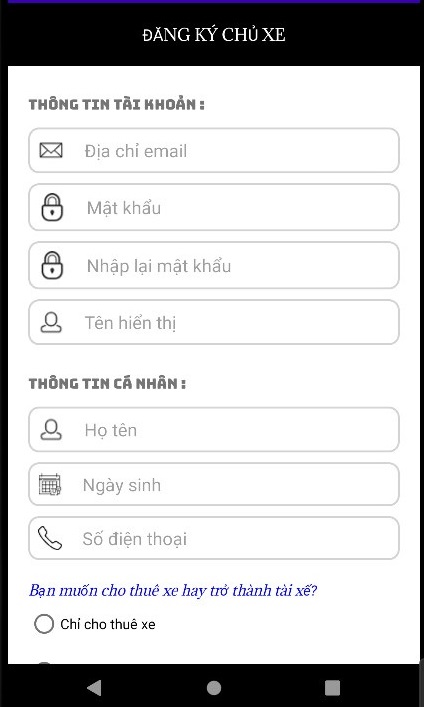 ĐĂNG KÝ CHỦ XE
THÔNG TIN TÀI KHOẢN :
Địa chỉ email
Mật khẩu
Nhập lại mật khẩu
Tên hiển thị
THÔNG TIN CÁ NHÂN :
Họ tên
Ngày sinh
Số điện thoại
Bạn muốn cho thuê xe hay trở thành tài xế?
Chỉ cho thuê xe